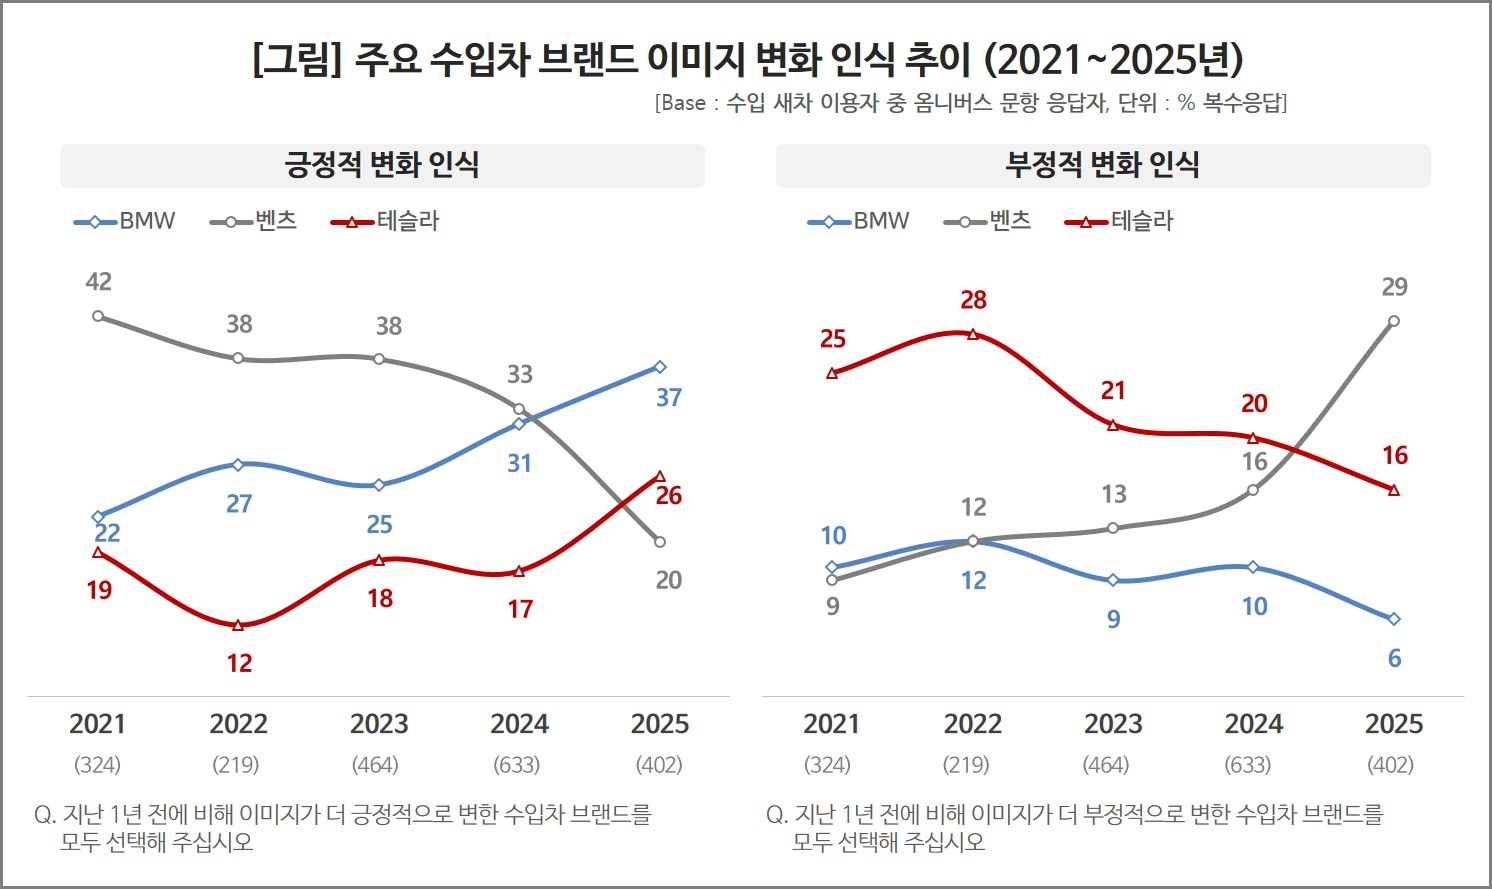 [그림] 주요 수입차 브랜드 이미지 변화 인식 추이 (2021~2025년)
[Base : 수입 새차 이용자 중 옴니버스 문항 응답자, 단위 : % 복수응답]
긍정적 변화 인식
BMW 벤츠 테슬라
42
38
38
33
37
31
27
25
22
26
20
19
18
17
12
2021 2022 2023 2024 2025
(324) (219) (464) (633) (402)
Q. 지난 1년 전에 비해 이미지가 더 긍정적으로 변한 수입차 브랜드를
모두 선택해 주십시오
부정적 변화 인식
BMW 벤츠 테슬라
29
28
25
21
20
16
16
13
12
10
12
9
9
10
6
2021 2022 2023 2024 2025
(324) (219) (464) (633) (402)
Q. 지난 1년 전에 비해 이미지가 더 부정적으로 변한 수입차 브랜드를
모두 선택해 주십시오